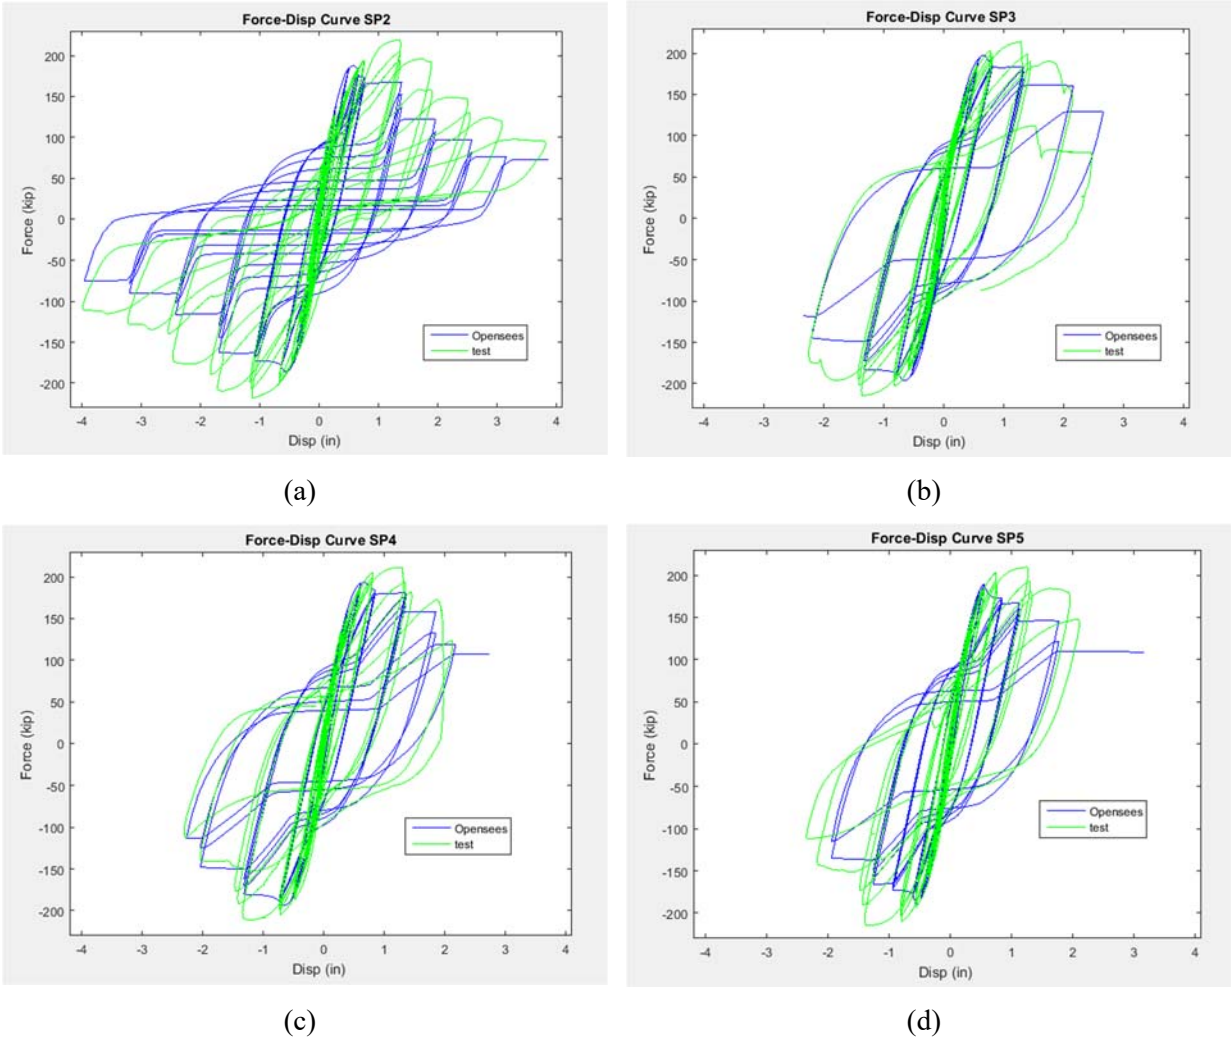 Force-Disp Curve SP2
200
150
100
50
0
-50
-100
-150
-200
Force (kip)
-4 -3 -2 -1 0 1 2 3 4
Disp (in)
Opensees
test
(a)
Force-Disp Curve SP3
200
150
100
50
0
-50
-100
-150
-200
Force (kip)
-4 -3 -2 -1 0 1 2 3 4
Disp (in)
Opensees
test
(b)
Force-Disp Curve SP4
200
150
100
50
0
-50
-100
-150
-200
Force (kip)
-4 -3 -2 -1 0 1 2 3 4
Disp (in)
Opensees
test
(c)
Force-Disp Curve SP5
200
150
100
50
0
-50
-100
-150
-200
Force (kip)
-4 -3 -2 -1 0 1 2 3 4
Disp (in)
Opensees
test
(d)